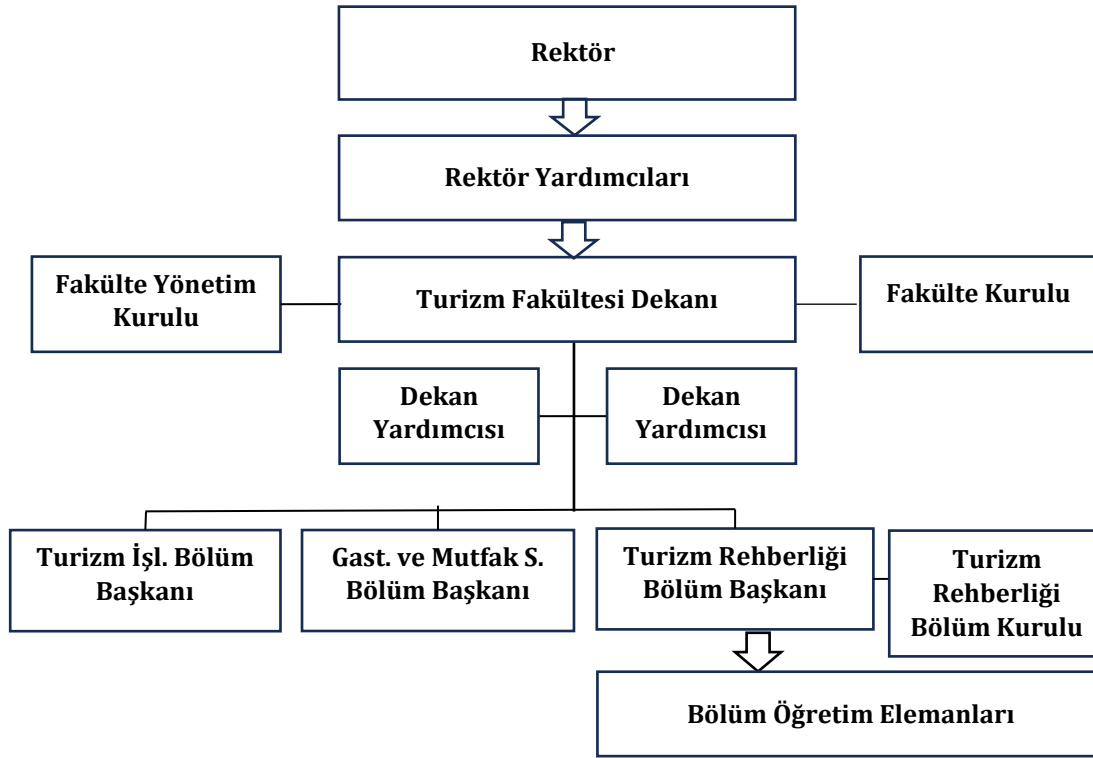 Rektör
Rektör Yardımcıları
Fakülte Yönetim
Kurulu
Turizm Fakültesi Dekanı
Fakülte Kurulu
Dekan
Yardımcısı
Dekan
Yardımcısı
Turizm İşl. Bölüm
Başkanı
Gast. ve Mutfak S.
Bölüm Başkanı
Turizm Rehberliği
Bölüm Başkanı
Turizm
Rehberliği
Bölüm Kurulu
Bölüm Öğretim Elemanları